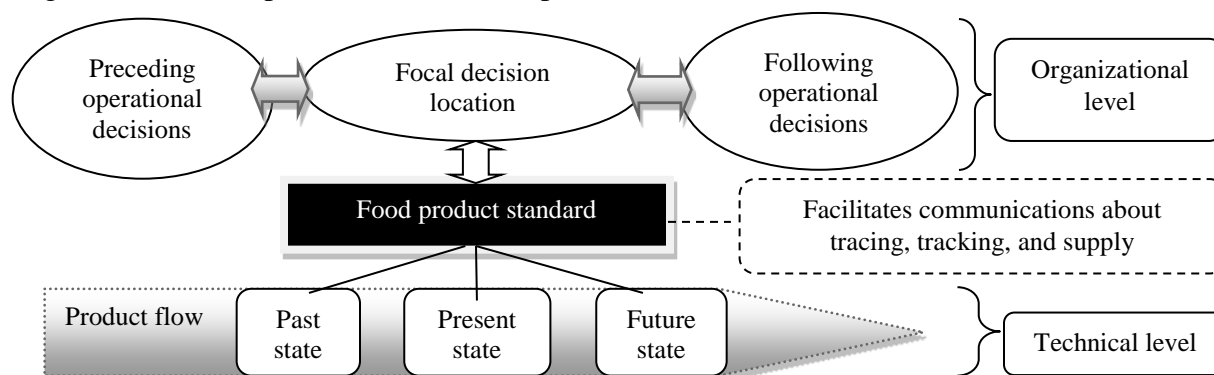 Preceding
operational
decisions
Focal decision
location
Following
operational
decisions
Organizational
level
Food product standard
Facilitates communications about
tracing, tracking, and supply
Product flow
Past
state
Present
state
Future
state
Technical level